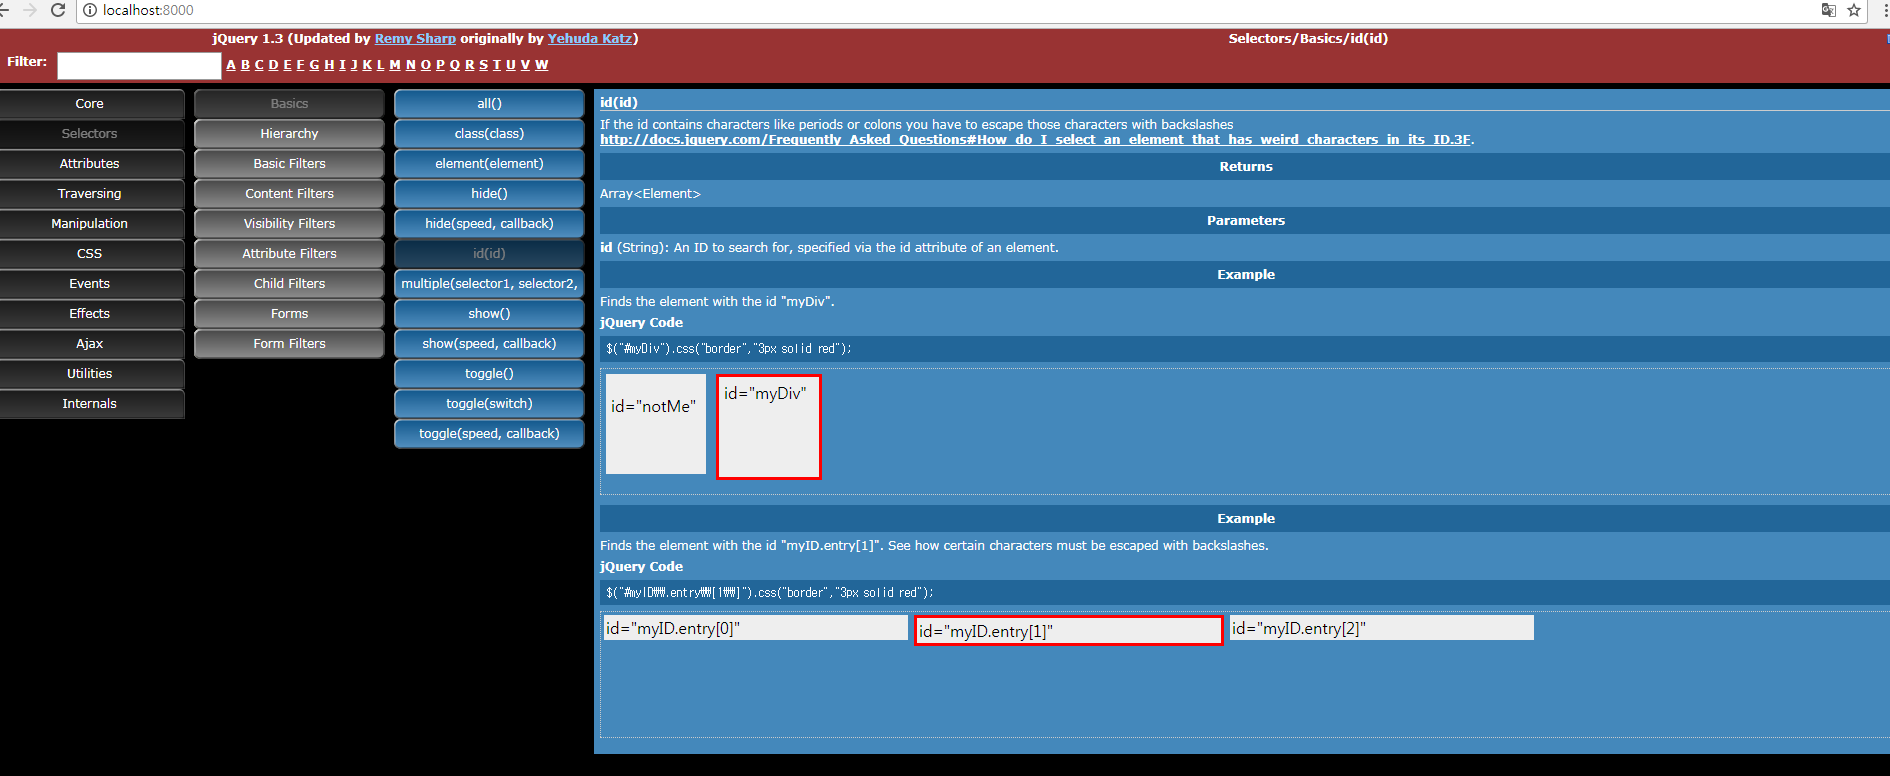 localhost:8000
jQuery 1.3 (Updated by Remy Sharp originally by Yehuda Katz)
Selectors/Basics/id(id)
Filter:
A B C D E F G H I J K L M N O P Q R S T U V W
Core
Selectors
Attributes
Traversing
Manipulation
CSS
Events
Effects
Ajax
Utilities
Internals
Basics
Hierarchy
Basic Filters
Content Filters
Visibility Filters
Attribute Filters
Child Filters
Forms
Form Filters
all()
class(class)
element(element)
hide()
hide(speed, callback)
id(id)
multiple(selector1, selector2,
show()
show(speed, callback)
toggle()
toggle(switch)
toggle(speed, callback)
id(id)
If the id contains characters like periods or colons you have to escape those characters with backslashes
http://docs.jquery.com/Frequently_Asked_Questions#How_do_I_select_an_element_that_has_weird_characters_in_its_ID.3F.
Returns
Array<Element>
Parameters
id (String): An ID to search for, specified via the id attribute of an element.
Example
Finds the element with the id "myDiv".
jQuery Code
$("#myDiv").css("border","3px solid red");
id="notMe"
id="myDiv"
Example
Finds the element with the id "myID.entry[1]". See how certain characters must be escaped with backslashes.
jQuery Code
$("#myID₩₩.entry₩₩[1₩₩]").css("border","3px solid red");
id="myID.entry[0]"
id="myID.entry[1]"
id="myID.entry[2]"